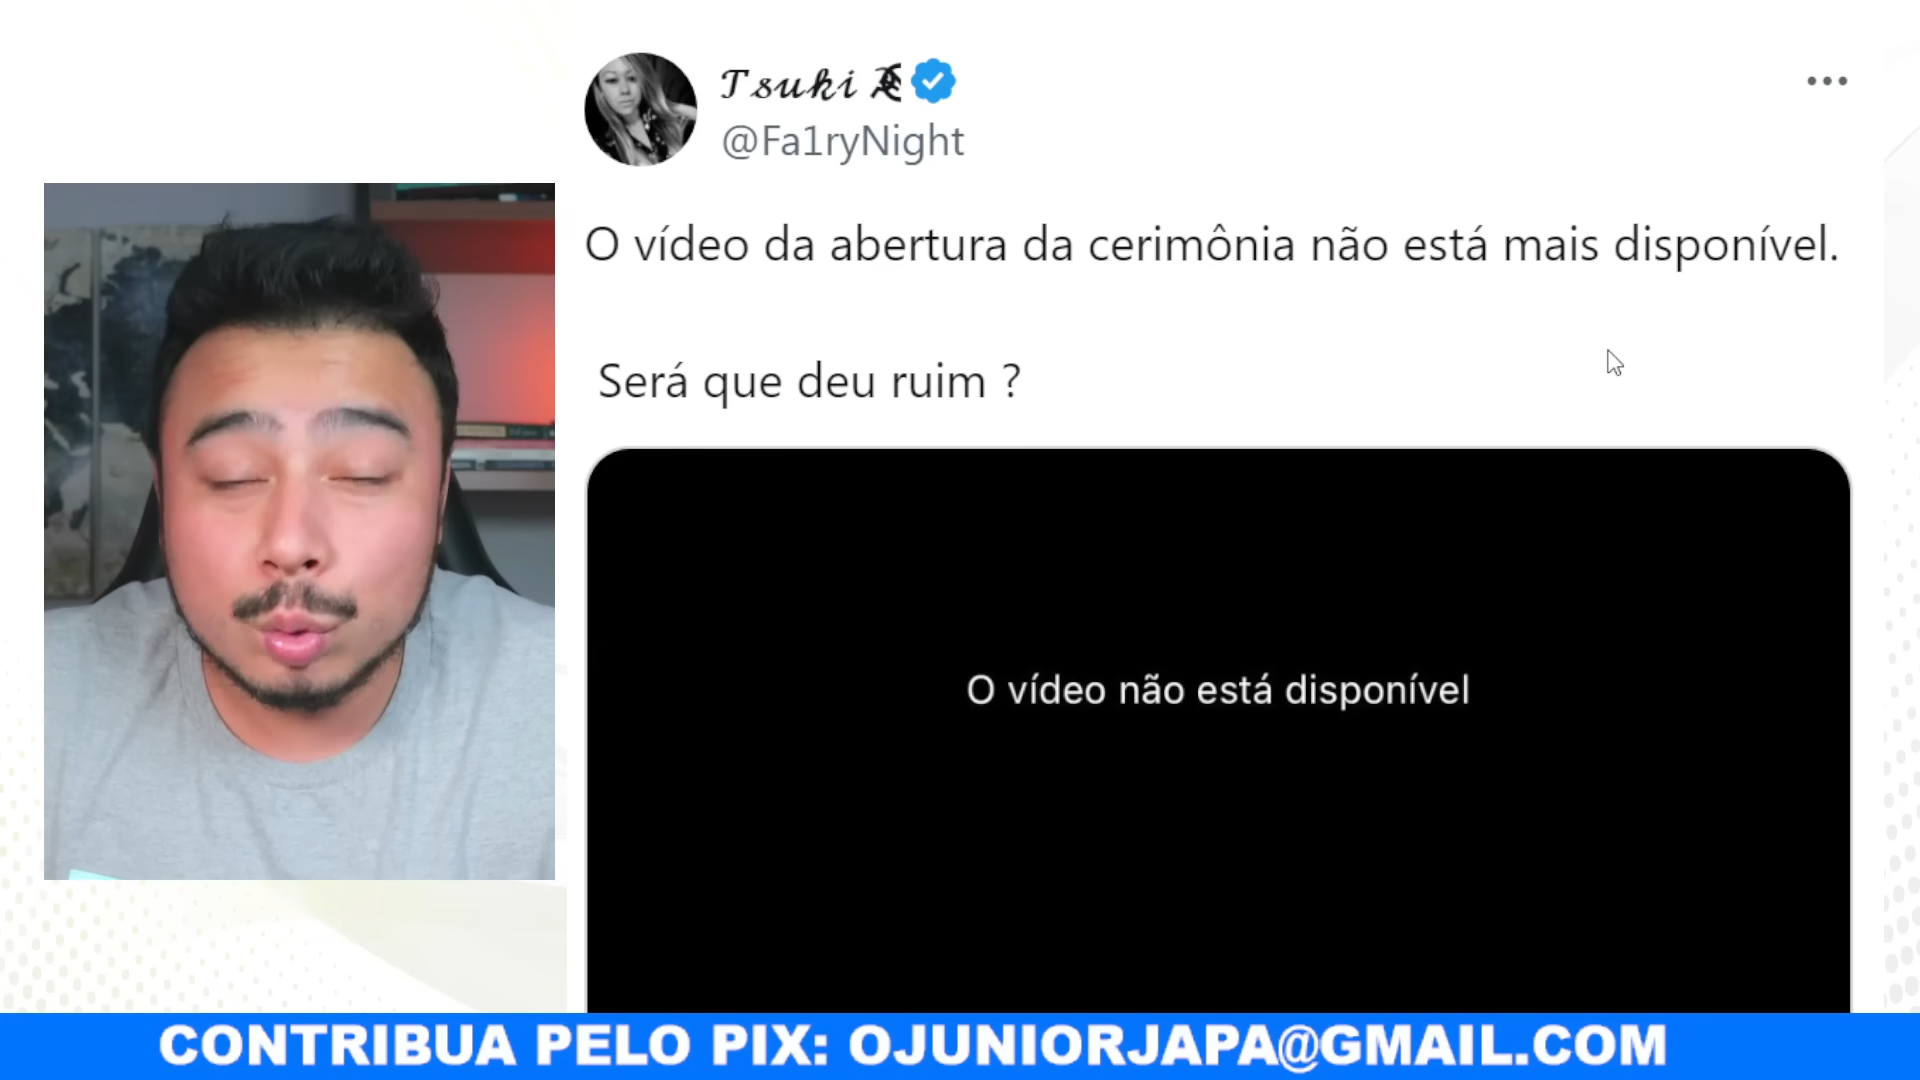 𝓣𝓼𝓾𝓴𝓲
@Fa1ryNight
O vídeo da abertura da cerimônia não está mais disponível.
Será que deu ruim ?
O vídeo não está disponível
CONTRIBUA PELO PIX: OJUNIORJAPA@GMAIL.COM